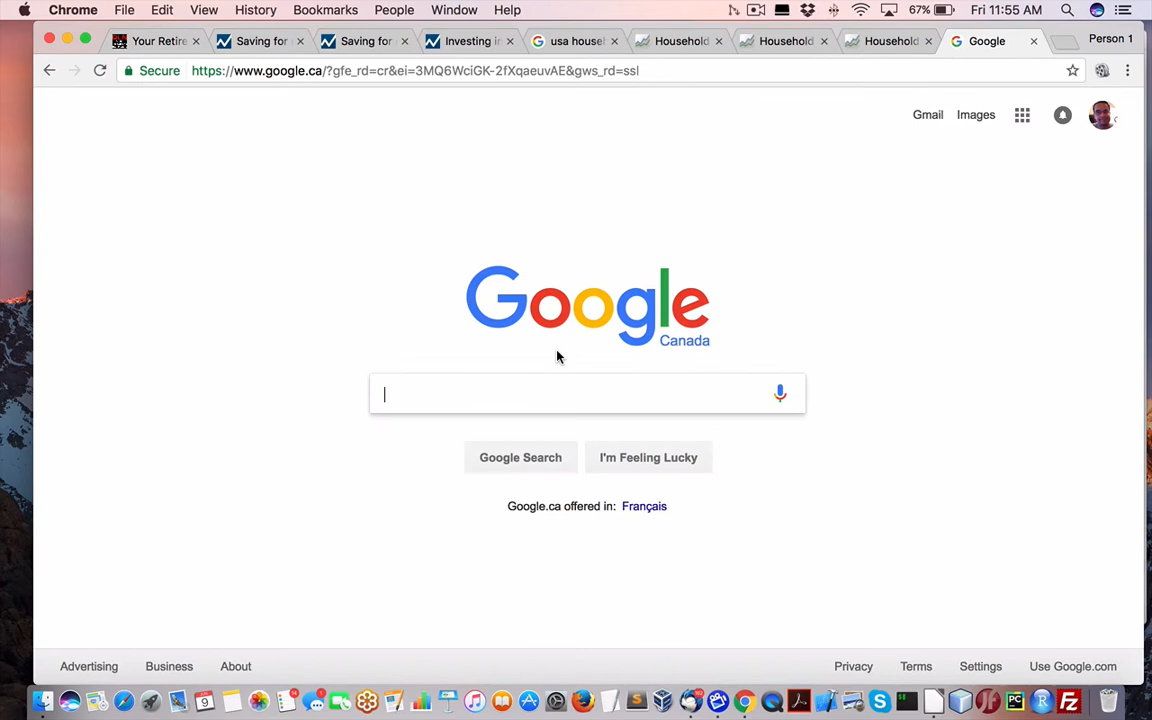 Chrome File Edit View History Bookmarks People Window Help 67% Fri 11:55 AM
Your Retire Saving for Saving for Investing in usa househ Household Household Household Google Person 1
Secure https://www.google.ca/?gfe_rd=cr&ei=3MQ6WciGK-2fXqaeuvAE&gws_rd=ssl
Gmail Images
Google
Canada
Google Search I'm Feeling Lucky
Google.ca offered in: Français
Advertising Business About Privacy Terms Settings Use Google.com
9